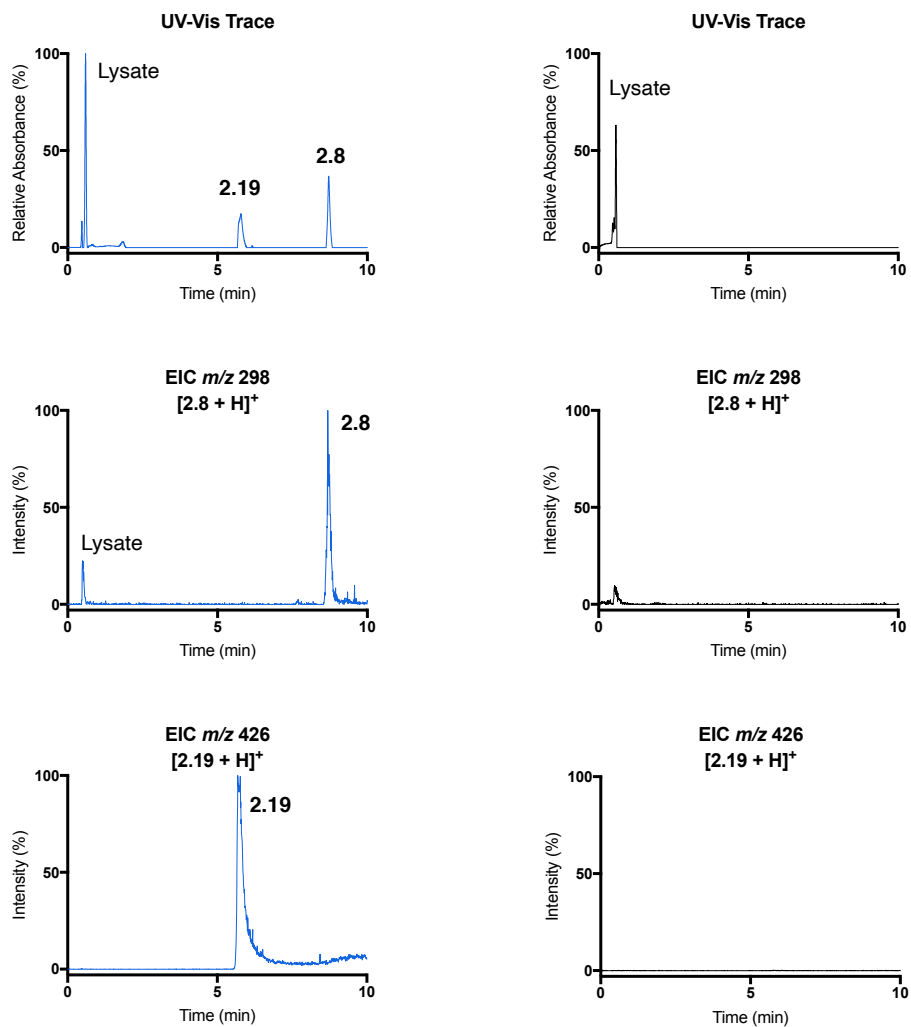 UV-Vis Trace
Relative Absorbance (%)
100
50
0
Lysate
2.19
2.8
0
5
10
Time (min)
UV-Vis Trace
Relative Absorbance (%)
100
50
0
Lysate
0
5
10
Time (min)
EIC m/z 298
[2.8 + H]⁺
Intensity (%)
100
50
0
2.8
Lysate
0
5
10
Time (min)
EIC m/z 298
[2.8 + H]⁺
Intensity (%)
100
50
0
0
5
10
Time (min)
EIC m/z 426
[2.19 + H]⁺
Intensity (%)
100
50
0
2.19
0
5
10
Time (min)
EIC m/z 426
[2.19 + H]⁺
Intensity (%)
100
50
0
0
5
10
Time (min)